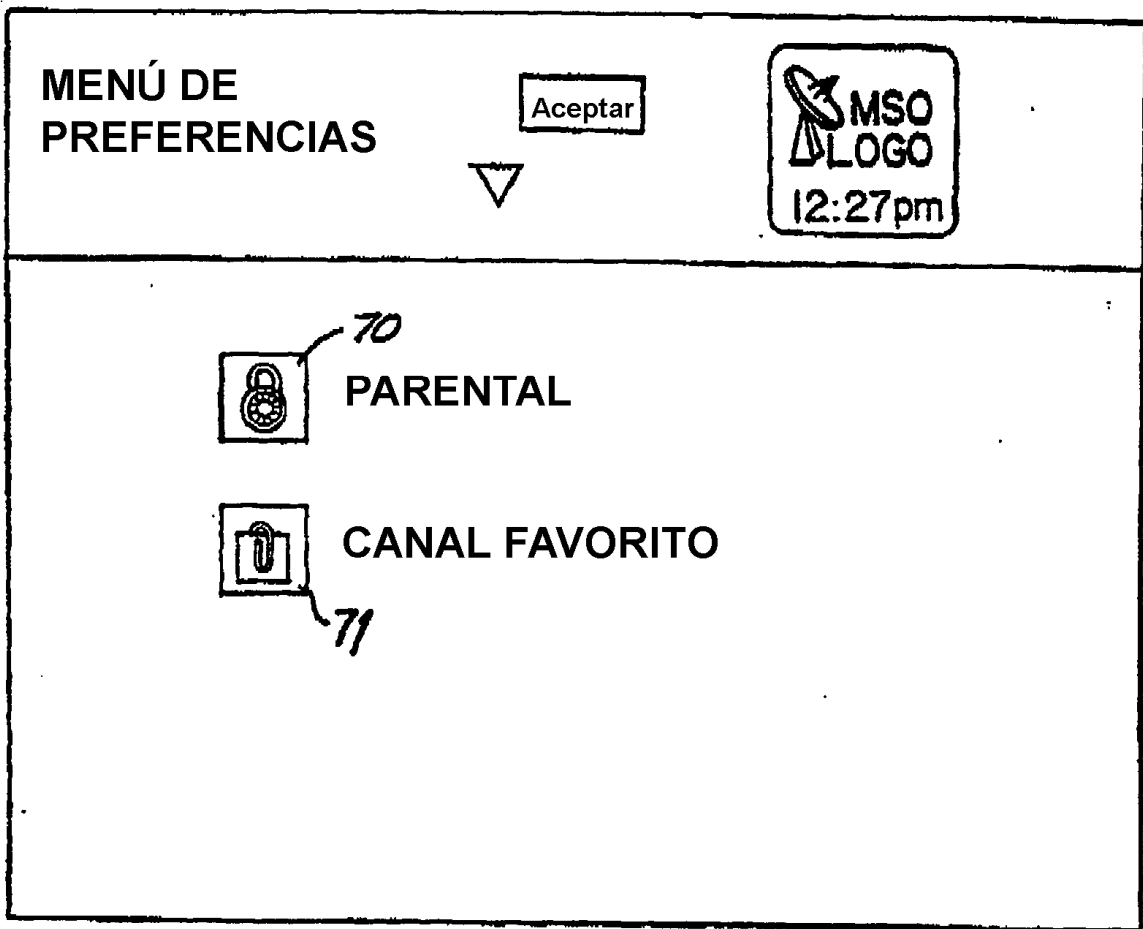 MENÚ DE
PREFERENCIAS
Aceptar
MSO
LOGO
12:27pm
70
PARENTAL
CANAL FAVORITO
71